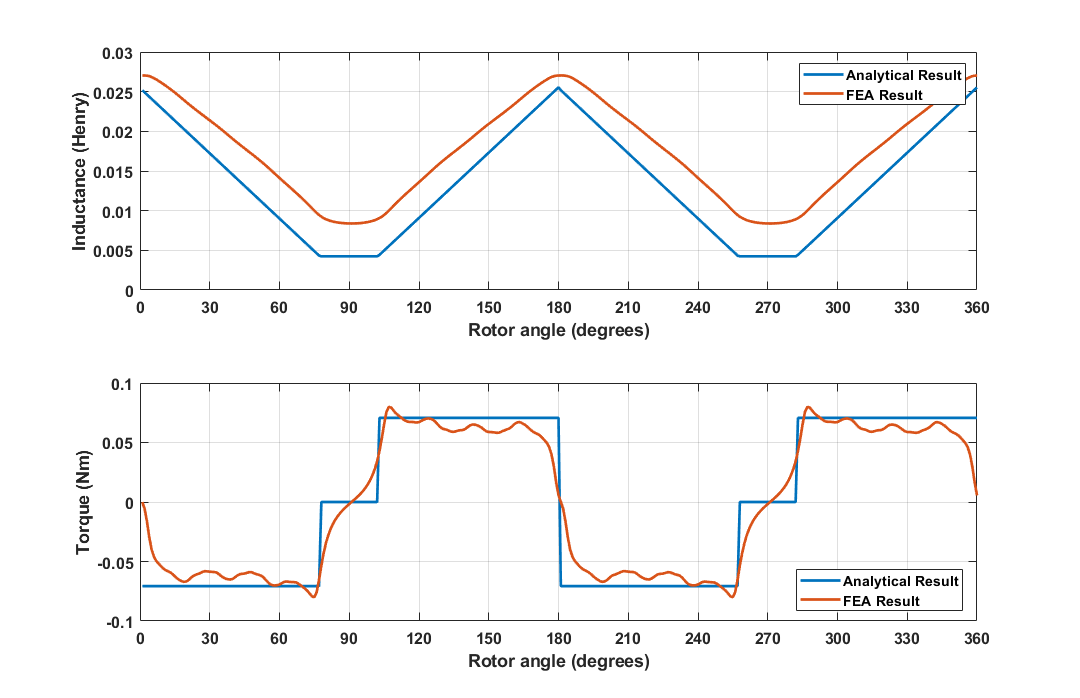 0.03
0.025
0.02
0.015
0.01
0.005
0
Inductance (Henry)
Analytical Result
FEA Result
0 30 60 90 120 150 180 210 240 270 300 330 360
Rotor angle (degrees)
0.1
0.05
0
-0.05
-0.1
Torque (Nm)
Analytical Result
FEA Result
0 30 60 90 120 150 180 210 240 270 300 330 360
Rotor angle (degrees)